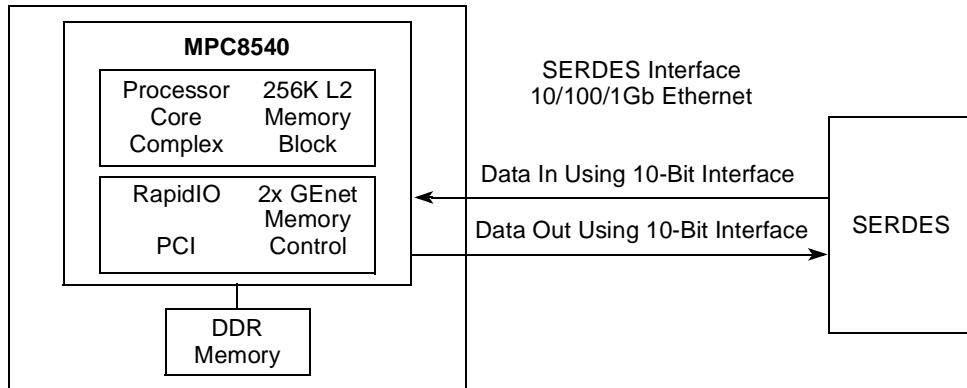 MPC8540
Processor 256K L2
Core Memory
Complex Block
RapidIO 2x GEnet
Memory
PCI Control
DDR
Memory
SERDES Interface
10/100/1Gb Ethernet
Data In Using 10-Bit Interface
Data Out Using 10-Bit Interface
SERDES